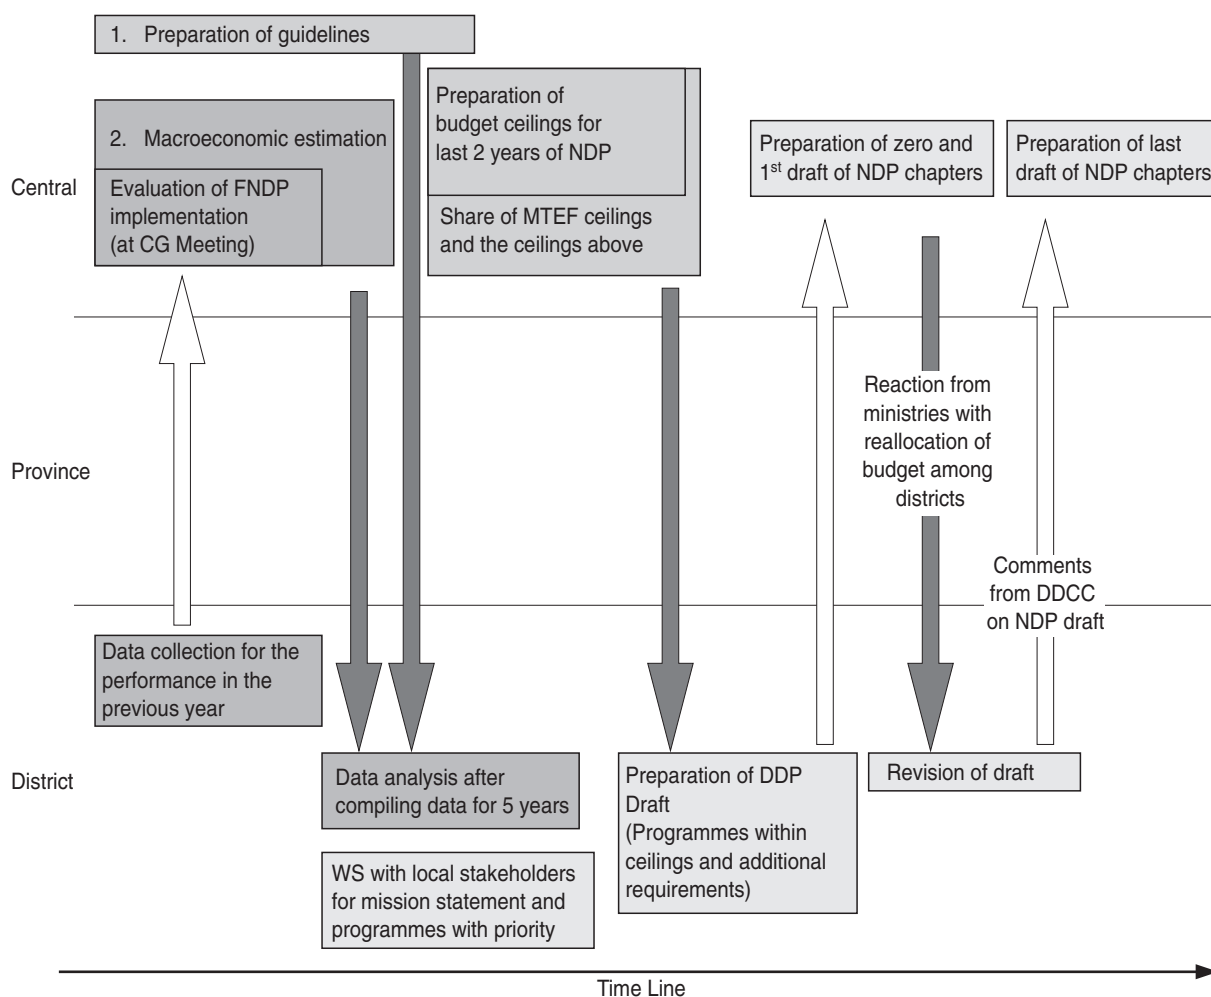 1. Preparation of guidelines
Central
2. Macroeconomic estimation
Evaluation of FNDP
implementation
(at CG Meeting)
Preparation of
budget ceilings for
last 2 years of NDP
Share of MTEF ceilings
and the ceilings above
Preparation of zero and
1st draft of NDP chapters
Preparation of last
draft of NDP chapters
Province
Reaction from
ministries with
reallocation of
budget among
districts
Comments
from DDCC
on NDP draft
District
Data collection for the
performance in the
previous year
Data analysis after
compiling data for 5 years
WS with local stakeholders
for mission statement and
programmes with priority
Preparation of DDP
Draft
(Programmes within
ceilings and additional
requirements)
Revision of draft
Time Line